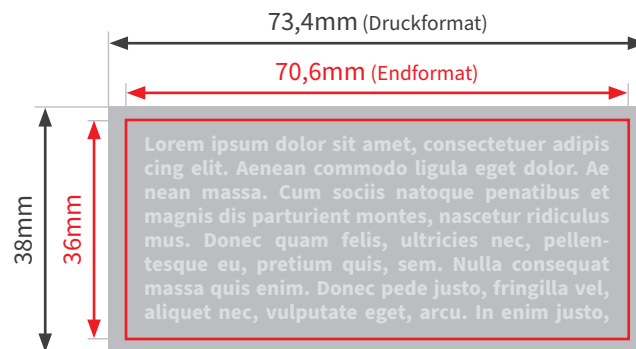 73,4mm (Druckformat)
70,6mm (Endformat)
38mm
36mm
Lorem ipsum dolor sit amet, consectetuer adipis
cing elit. Aenean commodo ligula eget dolor. Ae
nean massa. Cum sociis natoque penatibus et
magnis dis parturient montes, nascetur ridiculus
mus. Donec quam felis, ultricies nec, pellen-
tesque eu, pretium quis, sem. Nulla consequat
massa quis enim. Donec pede justo, fringilla vel,
aliquet nec, vulputate eget, arcu. In enim justo,